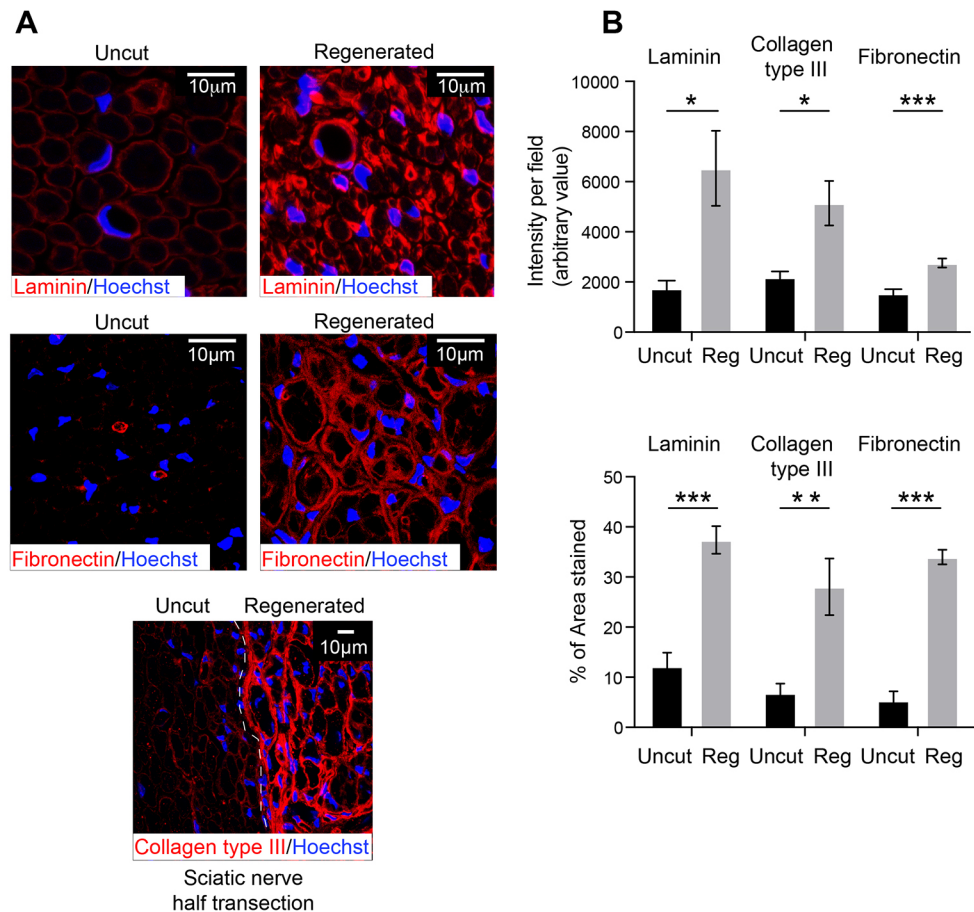 A
Uncut
Regenerated
10μm
10μm
Laminin/Hoechst
Laminin/Hoechst
Uncut
Regenerated
10μm
10μm
Fibronectin/Hoechst
Fibronectin/Hoechst
Uncut
Regenerated
10μm
Collagen type III/Hoechst
Sciatic nerve
half transection
B
Laminin
Collagen
type III
Fibronectin
* * ***
Intensity per field
(arbitrary value)
10000
8000
6000
4000
2000
0
Uncut Reg Uncut Reg Uncut Reg
Laminin
Collagen
type III
Fibronectin
*** ** ***
% of Area stained
50
40
30
20
10
0
Uncut Reg Uncut Reg Uncut Reg